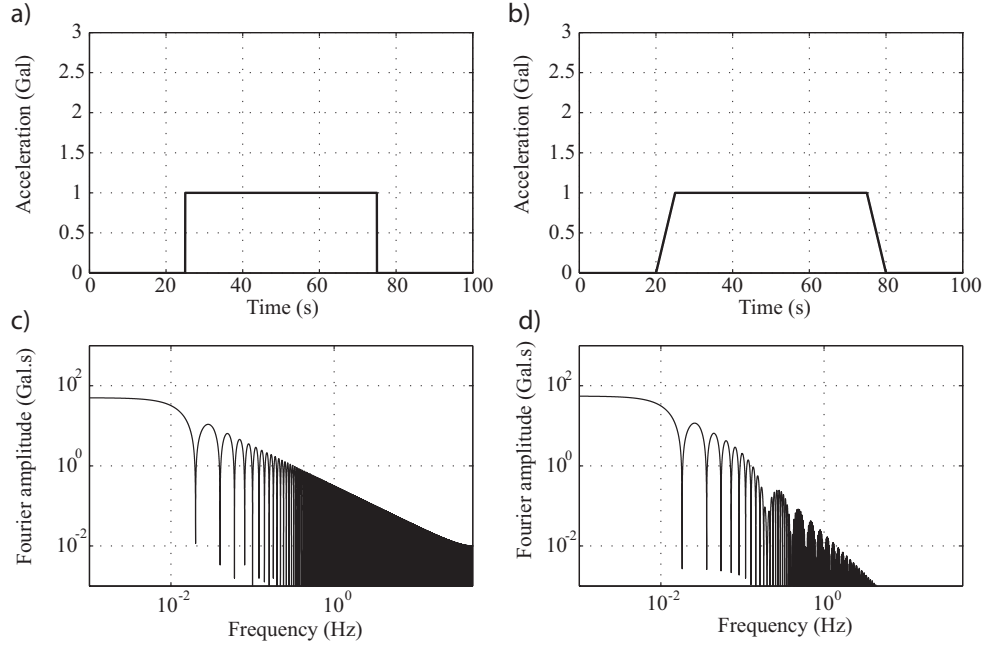 a)
Acceleration (Gal)
3
2.5
2
1.5
1
0.5
0
0 20 40 60 80 100
Time (s)
b)
Acceleration (Gal)
3
2.5
2
1.5
1
0.5
0
0 20 40 60 80 100
Time (s)
c)
Fourier amplitude (Gal.s)
10^2
10^0
10^-2
10^-2 10^0
Frequency (Hz)
d)
Fourier amplitude (Gal.s)
10^2
10^0
10^-2
10^-2 10^0
Frequency (Hz)